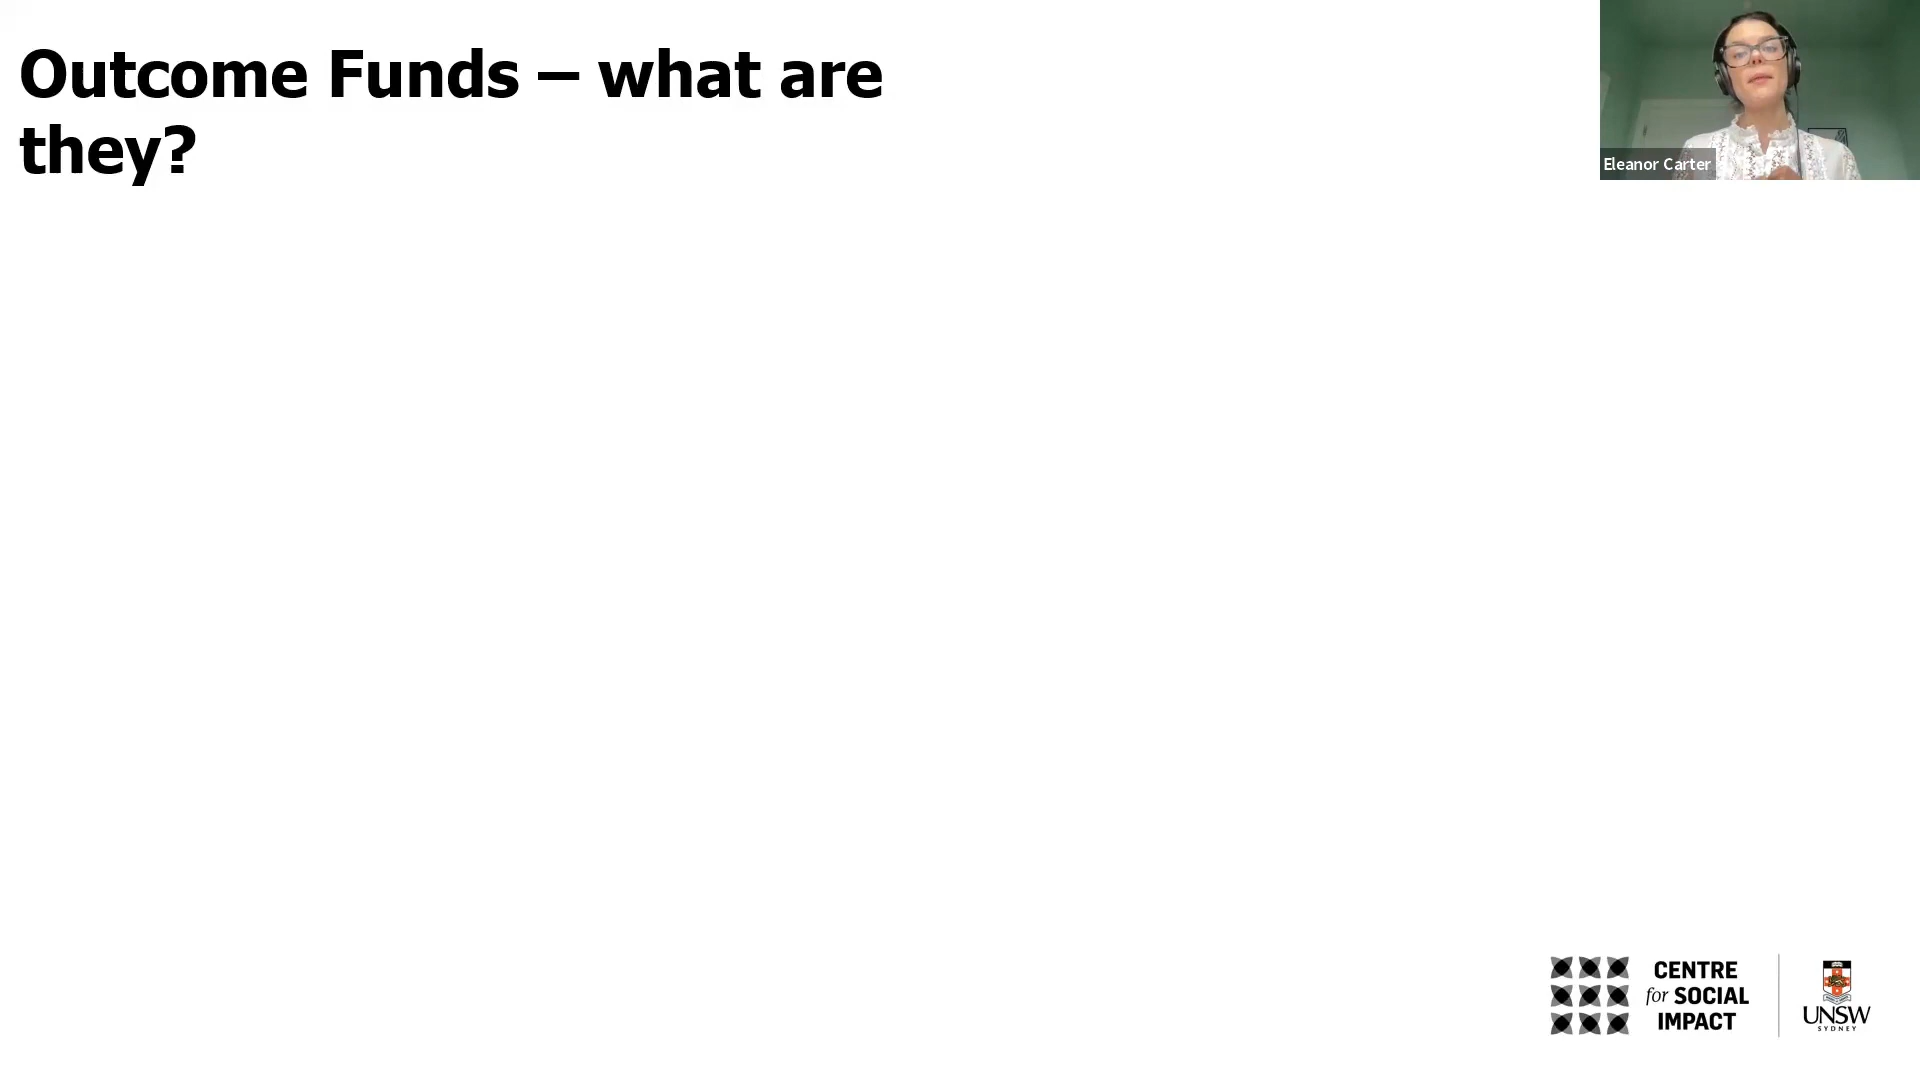 Outcome Funds – what are
they?
Eleanor Carter
CENTRE
for SOCIAL
IMPACT
UNSW
SYDNEY